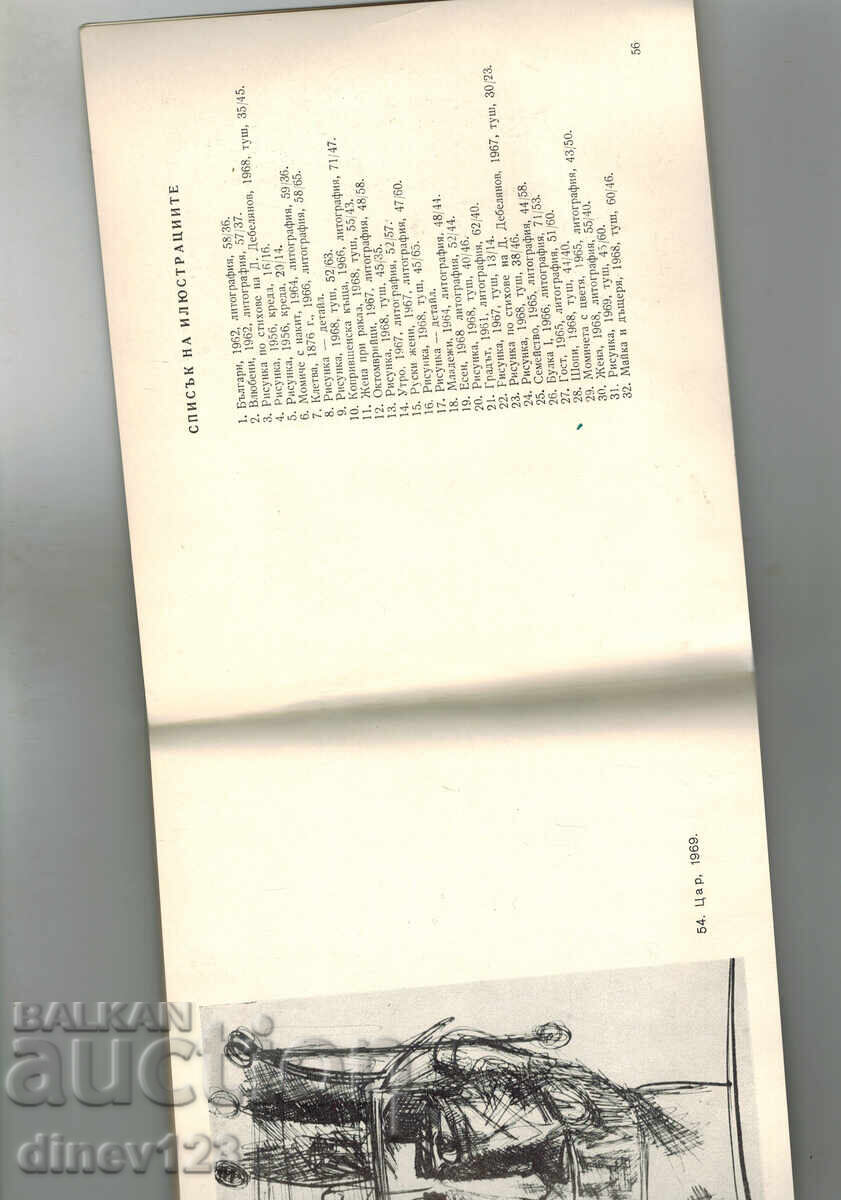 СПИСЪК НА ИЛЮСТРАЦИИТЕ
1. Българи, 1962, литография, 58/36.
2. Влюбени, 1962, литография, 57/37.
3. Рисунка по стихове на Д. Дебелянов, 1968, туш, 35/45.
4. Рисунка, 1956, креда, 16/16.
5. Рисунка, 1956, креда, 20/14.
6. Момиче с накит, 1964, литография, 59/36.
7. Клетва, 1876 г., 1966, литография, 58/65.
8. Рисунка — детайл.
9. Рисунка, 1968, туш, 52/63.
10. Копривщенска къща, 1966, литография, 71/47.
11. Жена при ракла, 1968, туш, 55/43.
12. Октомврийци, 1967, литография, 48/58.
13. Рисунка, 1968, туш, 45/35.
14. Утро, 1967, литография, 52/57.
15. Руски жени, 1967, литография, 47/60.
16. Рисунка, 1968, туш, 45/65.
17. Рисунка — детайл.
18. Младежи, 1964, литография, 48/44.
19. Есен, 1968 литография, 52/44.
20. Рисунка, 1968, туш, 40/46.
21. Градът, 1961, литография, 62/40.
22. Рисунка, 1967, туш, 13/14.
23. Рисунка по стихове на Д. Дебелянов, 1967, туш, 30/23.
24. Рисунка, 1968, туш, 38/46.
25. Семейство, 1965, литография, 44/58.
26. Булка I, 1966, литография, 71/53.
27. Гост, 1965, литография, 51/60.
28. Шопи, 1968, туш, 44/40.
29. Момичета с цветя, 1965, литография, 43/50.
30. Жена, 1968, литография, 55/40.
31. Рисунка, 1969, туш, 45/60.
32. Майка и дъщеря, 1968, туш, 60/46.
56
54. Цар, 1969.
BALKAN
auction
dinev123